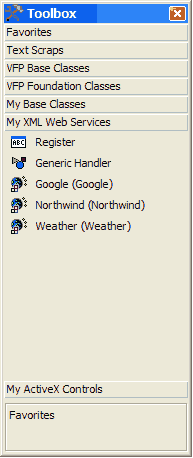 Toolbox
Favorites
Text Scraps
VFP Base Classes
VFP Foundation Classes
My Base Classes
My XML Web Services
ABC Register
Generic Handler
Google (Google)
Northwind (Northwind)
Weather (Weather)
My ActiveX Controls
Favorites